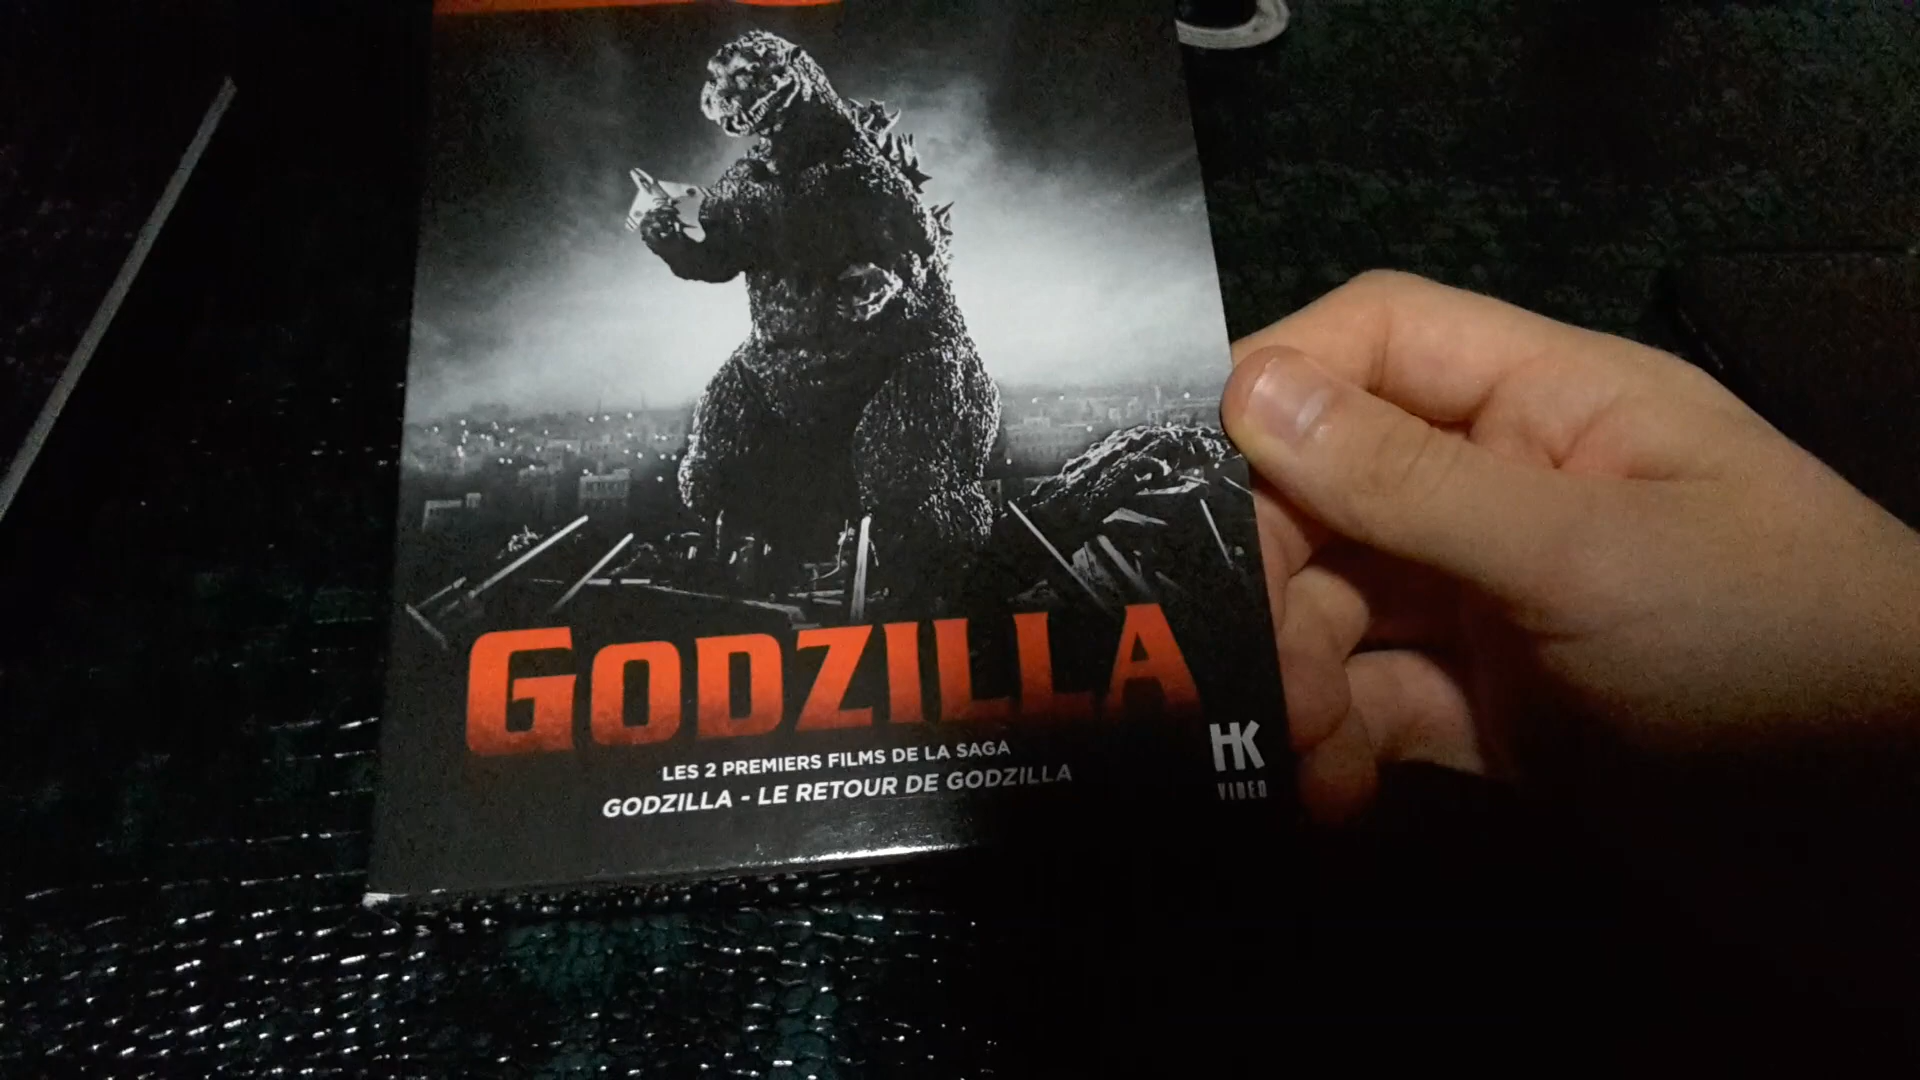 GODZILLA
LES 2 PREMIERS FILMS DE LA SAGA
GODZILLA - LE RETOUR DE GODZILLA
HK
VIDEO